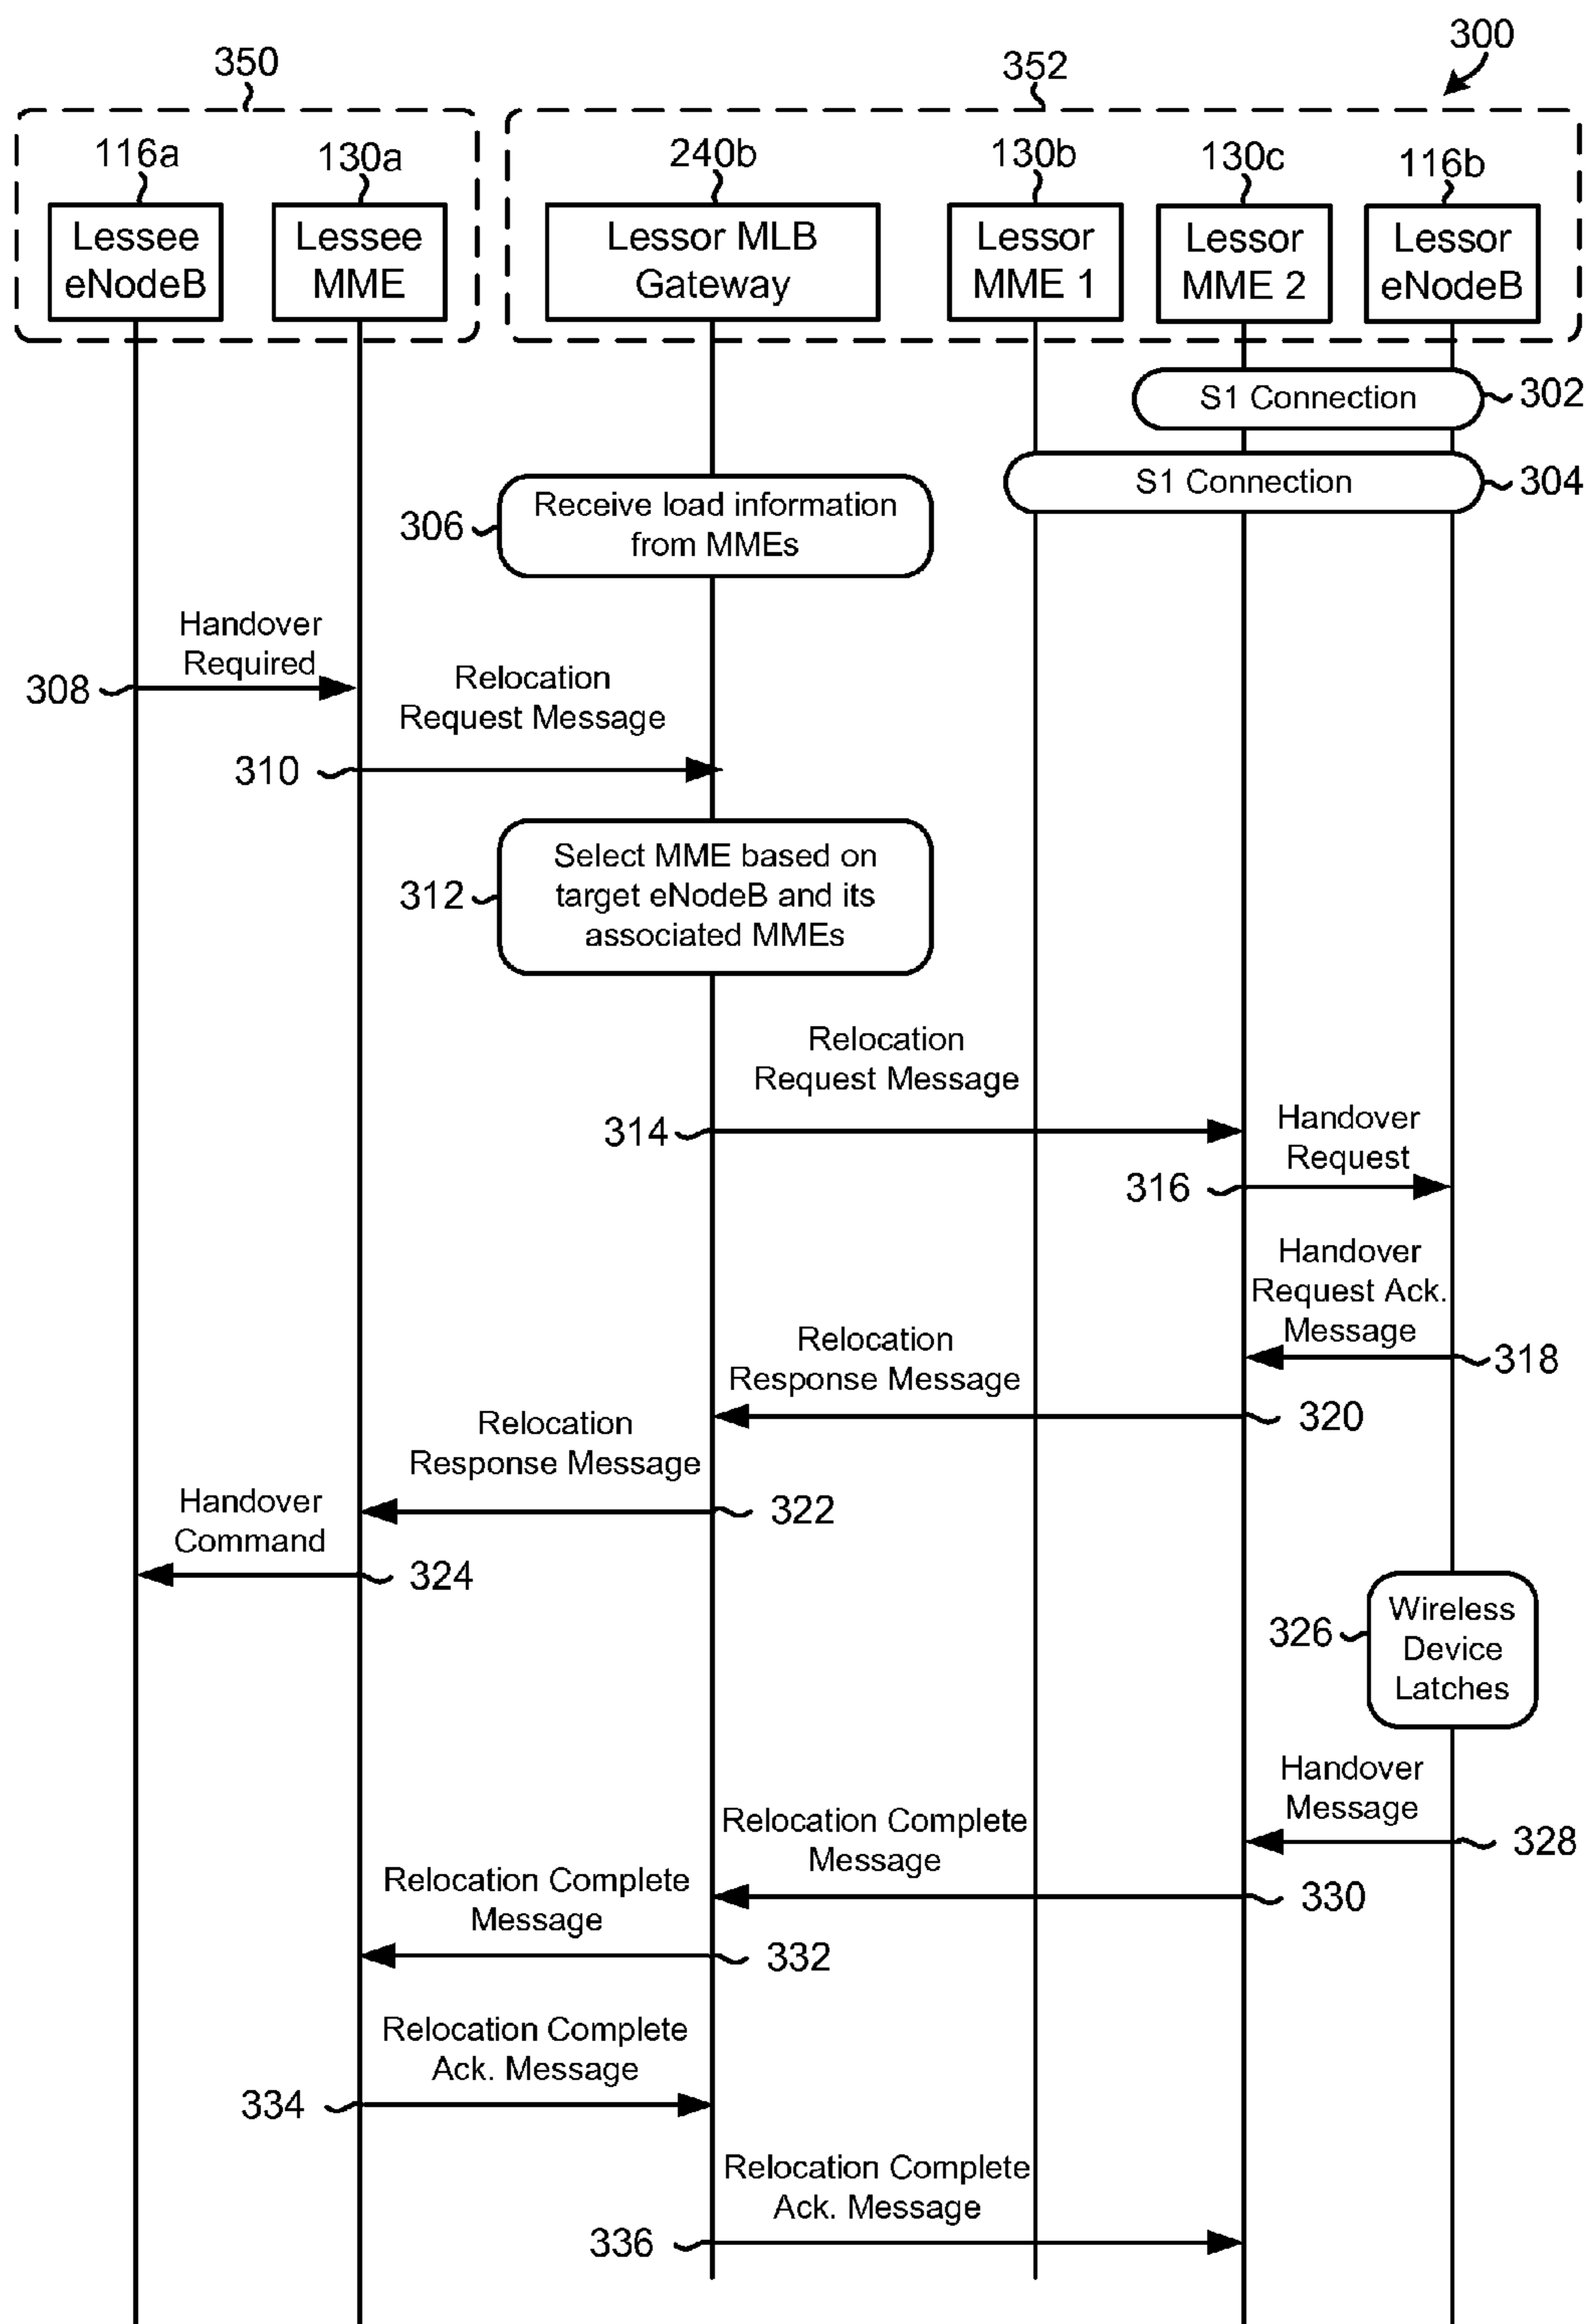 300
350
352
116a
130a
240b
130b
130c
116b
Lessee
eNodeB
Lessee
MME
Lessor MLB
Gateway
Lessor
MME 1
Lessor
MME 2
Lessor
eNodeB
S1 Connection
302
S1 Connection
304
306
Receive load information
from MMEs
Handover
Required
308
Relocation
Request Message
310
312
Select MME based on
target eNodeB and its
associated MMEs
Relocation
Request Message
314
Handover
Request
316
Handover
Request Ack.
Message
318
Relocation
Response Message
320
Relocation
Response Message
322
Handover
Command
324
326
Wireless
Device
Latches
Handover
Message
328
Relocation Complete
Message
330
Relocation Complete
Message
332
Relocation Complete
Ack. Message
334
Relocation Complete
Ack. Message
336